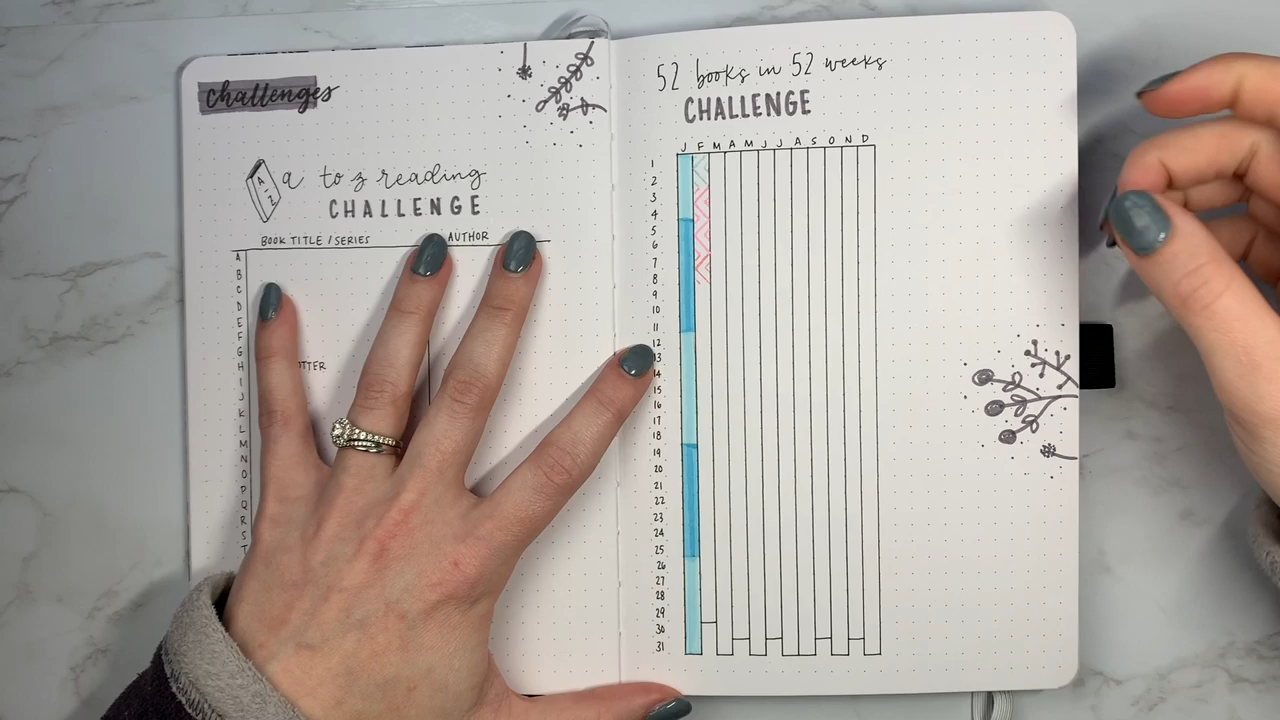 challenges
A-Z
a to z reading
CHALLENGE
BOOK TITLE / SERIES
AUTHOR
A
B
C
D
E
F
G
H
I
J
K
L
M
N
O
P
Q
R
S
T
52 books in 52 weeks
CHALLENGE
J F M A M J J A S O N D
1
2
3
4
5
6
7
8
9
10
11
12
13
14
15
16
17
18
19
20
21
22
23
24
25
26
27
28
29
30
31